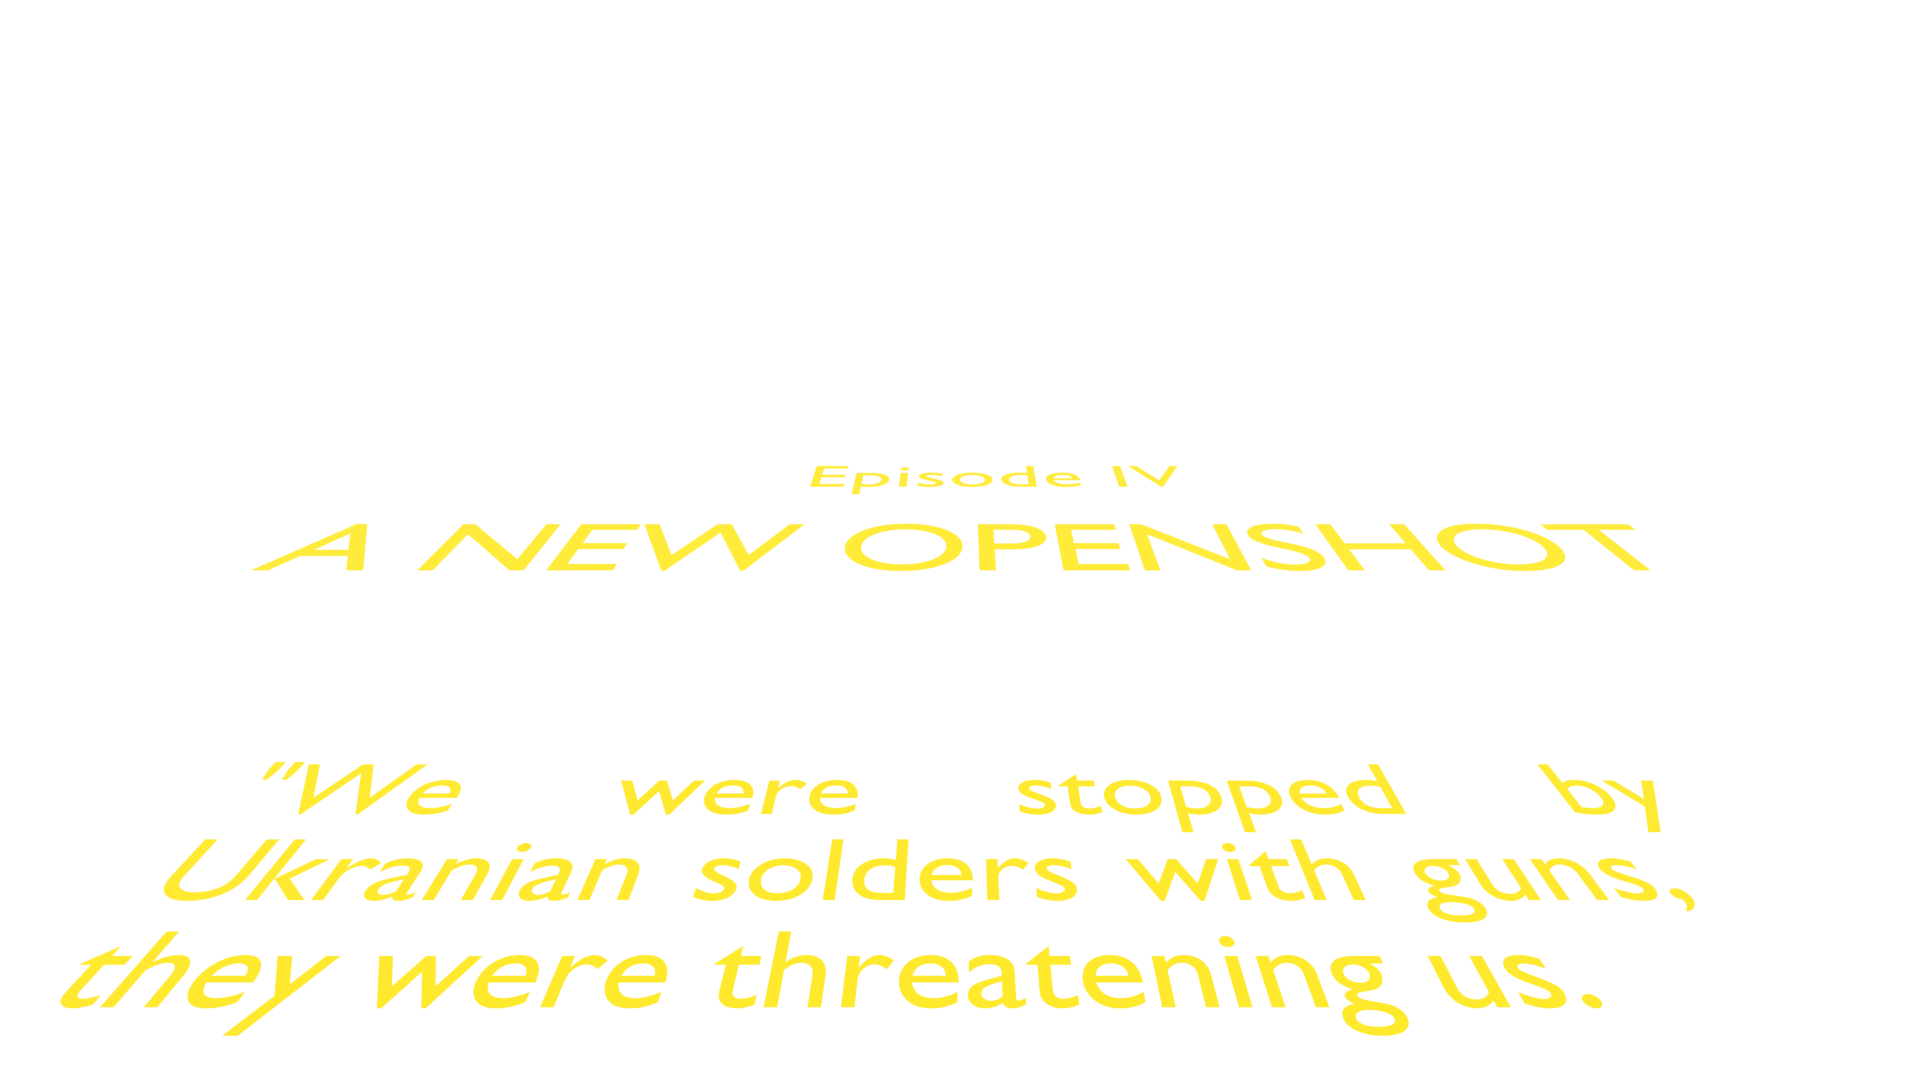 Episode IV
A NEW OPENSHOT
"We were stopped by
Ukranian solders with guns,
they were threatening us.